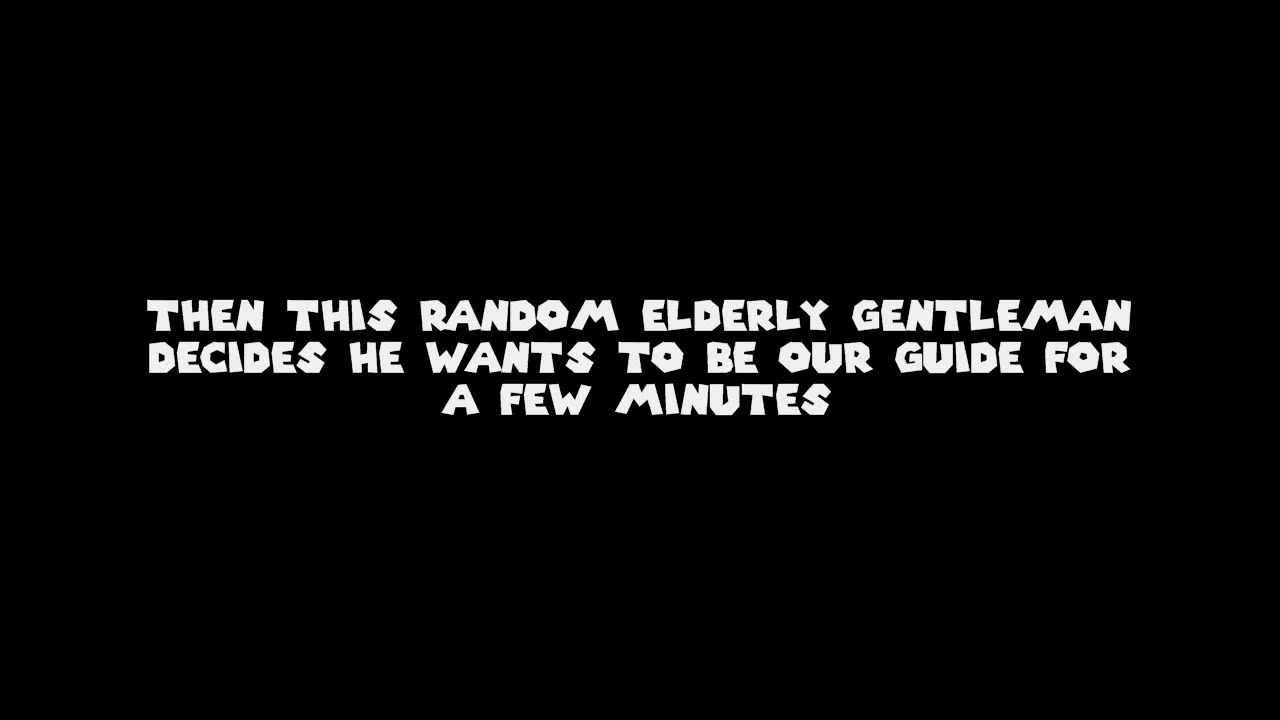 THEN THIS RANDOM ELDERLY GENTLEMAN
DECIDES HE WANTS TO BE OUR GUIDE FOR
A FEW MINUTES